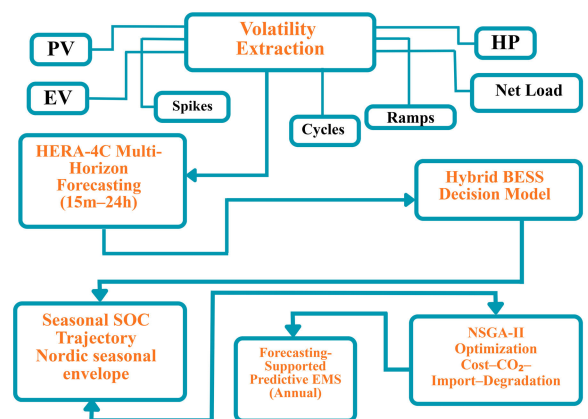 Volatility
Extraction
PV
HP
EV
Net Load
Spikes
Cycles
Ramps
HERA-4C Multi-
Horizon
Forecasting
(15m–24h)
Hybrid BESS
Decision Model
Seasonal SOC
Trajectory
Nordic seasonal
envelope
Forecasting-
Supported
Predictive EMS
(Annual)
NSGA-II
Optimization
Cost–CO₂–
Import–Degradation